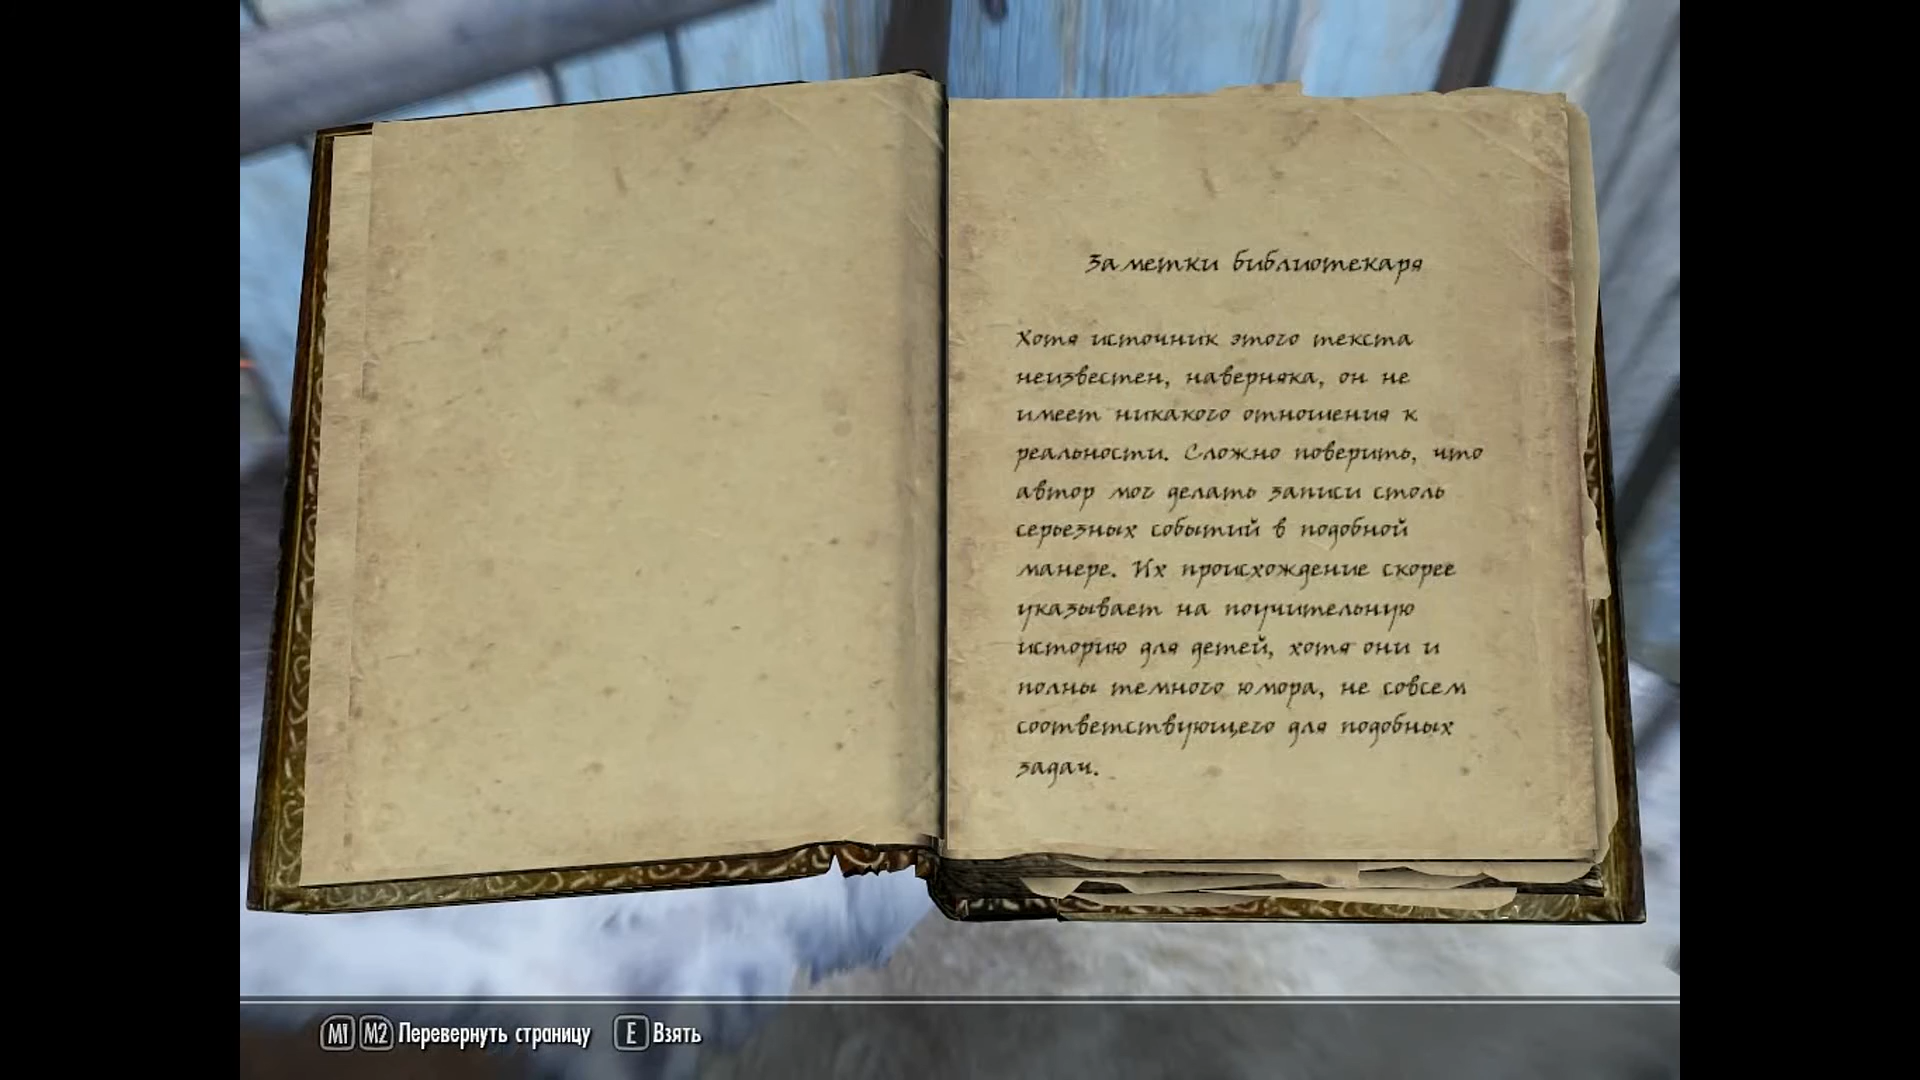 Заметки библиотекаря
Хотя источник этого текста
неизвестен, наверняка, он не
имеет никакого отношения к
реальности. Сложно поверить, что
автор мог делать записи столь
серьезных событий в подобной
манере. Их происхождение скорее
указывает на поучительную
историю для детей, хотя они и
полны темного юмора, не совсем
соответствующего для подобных
задач.
M1 M2 Перевернуть страницу E Взять